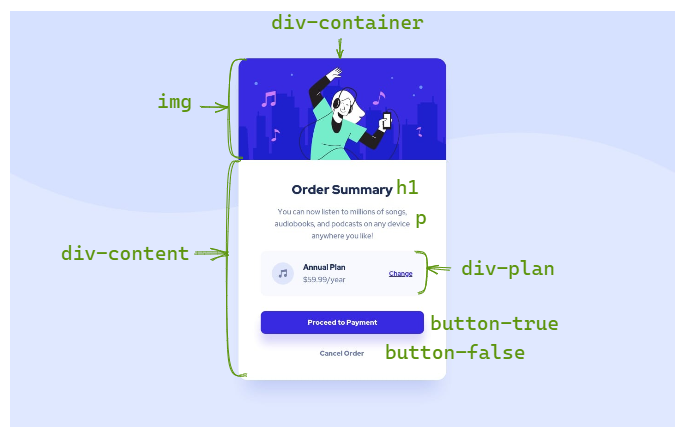 div-container
img
Order Summary h1
You can now listen to millions of songs,
audiobooks, and podcasts on any device p
anywhere you like!
div-content
Annual Plan
$59.99/year
Change
div-plan
Proceed to Payment button-true
Cancel Order button-false